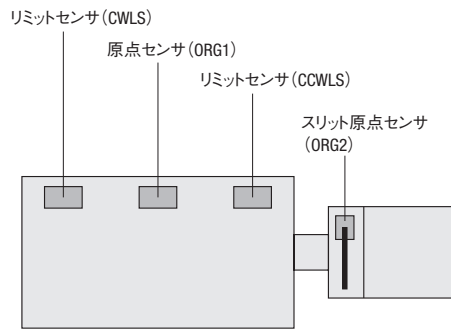 リミットセンサ(CWLS)
原点センサ(ORG1)
リミットセンサ(CCWLS)
スリット原点センサ
(ORG2)